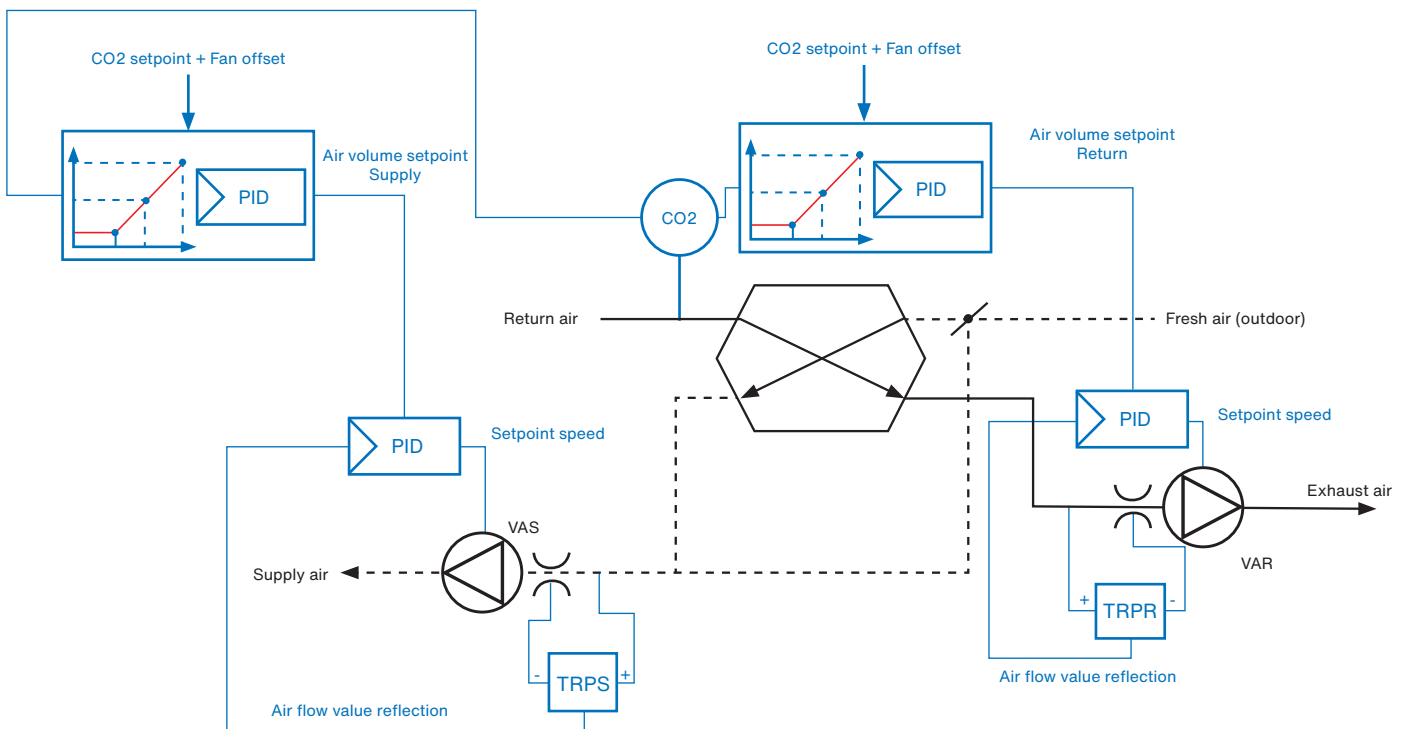 CO2 setpoint + Fan offset
CO2 setpoint + Fan offset
Air volume setpoint
Supply
PID
Air volume setpoint
Return
PID
CO2
Return air
Fresh air (outdoor)
PID
Setpoint speed
PID
Setpoint speed
VAS
Supply air
Exhaust air
VAR
+
TRPR
-
-
TRPS
+
Air flow value reflection
Air flow value reflection